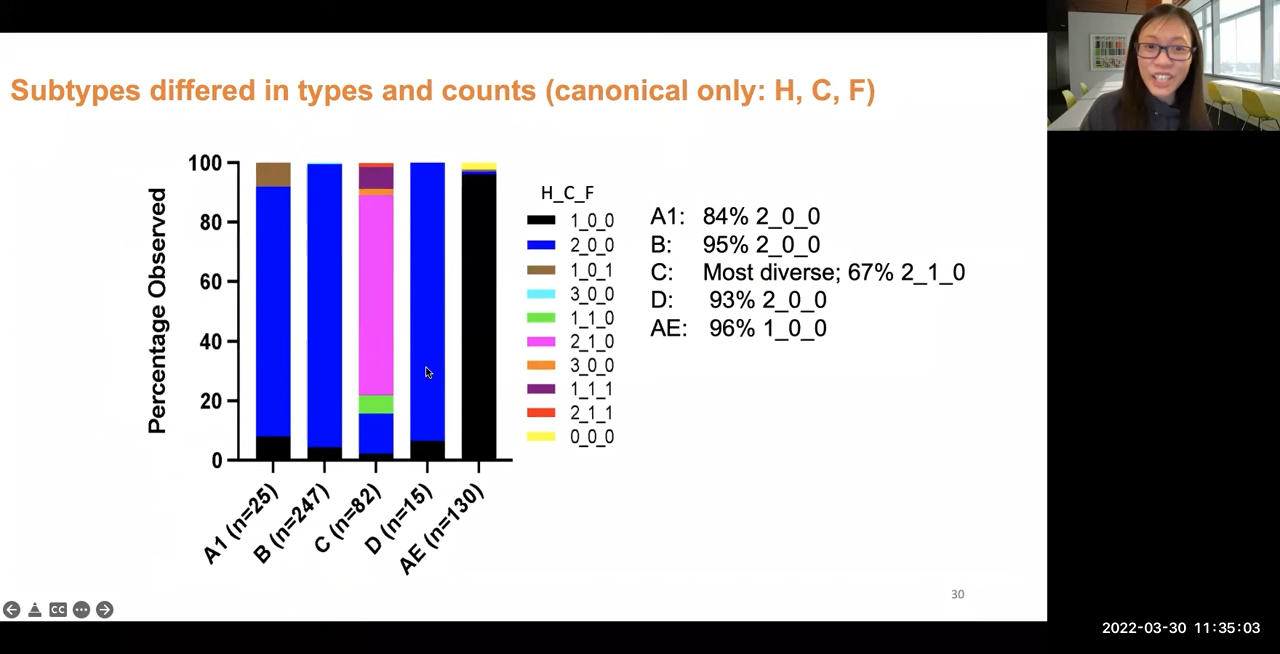 Subtypes differed in types and counts (canonical only: H, C, F)
Percentage Observed
100
80
60
40
20
0
A1 (n=25)
B (n=247)
C (n=82)
D (n=15)
AE (n=130)
H_C_F
1_0_0
2_0_0
1_0_1
3_0_0
1_1_0
2_1_0
3_0_0
1_1_1
2_1_1
0_0_0
A1: 84% 2_0_0
B: 95% 2_0_0
C: Most diverse; 67% 2_1_0
D: 93% 2_0_0
AE: 96% 1_0_0
30
CC
2022-03-30 11:35:03